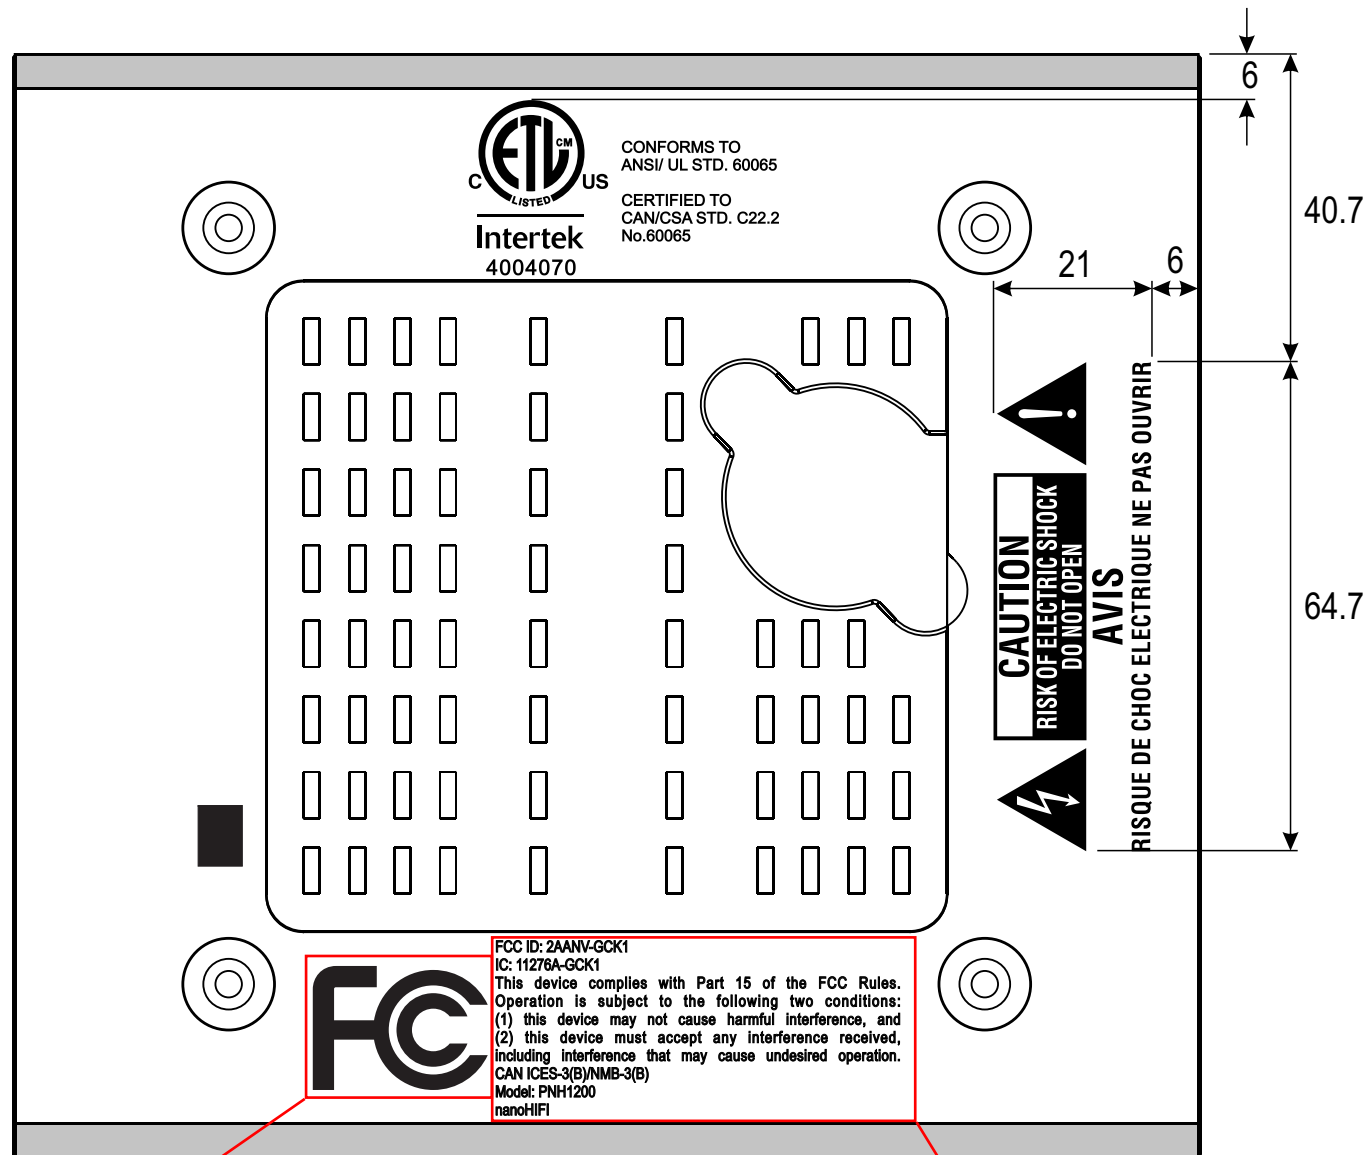 6
ETL CM
C US
LISTED
Intertek
4004070
CONFORMS TO
ANSI/ UL STD. 60065
CERTIFIED TO
CAN/CSA STD. C22.2
No.60065
40.7
21
6
64.7
CAUTION
RISK OF ELECTRIC SHOCK
DO NOT OPEN
AVIS
RISQUE DE CHOC ELECTRIQUE NE PAS OUVRIR
FC
FCC ID: 2AANV-GCK1
IC: 11276A-GCK1
This device complies with Part 15 of the FCC Rules.
Operation is subject to the following two conditions:
(1) this device may not cause harmful interference, and
(2) this device must accept any interference received,
including interference that may cause undesired operation.
CAN ICES-3(B)/NMB-3(B)
Model: PNH1200
nanoHIFI